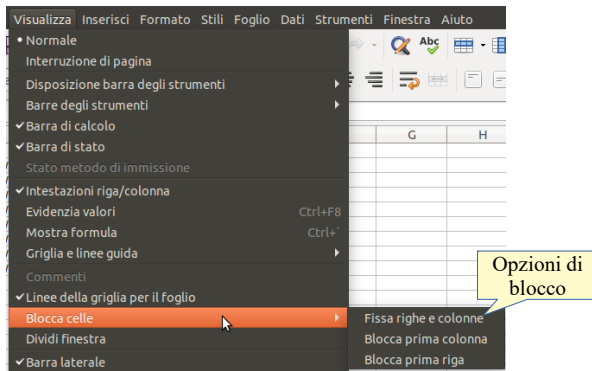 Visualizza Inserisci Formato Stili Foglio Dati Strumenti Finestra Aiuto
Normale
Interruzione di pagina
Disposizione barra degli strumenti
Barre degli strumenti
Barra di calcolo
Barra di stato
Stato metodo di immissione
Intestazioni riga/colonna
Evidenzia valori Ctrl+F8
Mostra formula Ctrl+`
Griglia e linee guida
Commenti
Linee della griglia per il foglio
Blocca celle
Dividi finestra
Barra laterale
Abc
G H
Opzioni di
blocco
Fissa righe e colonne
Blocca prima colonna
Blocca prima riga